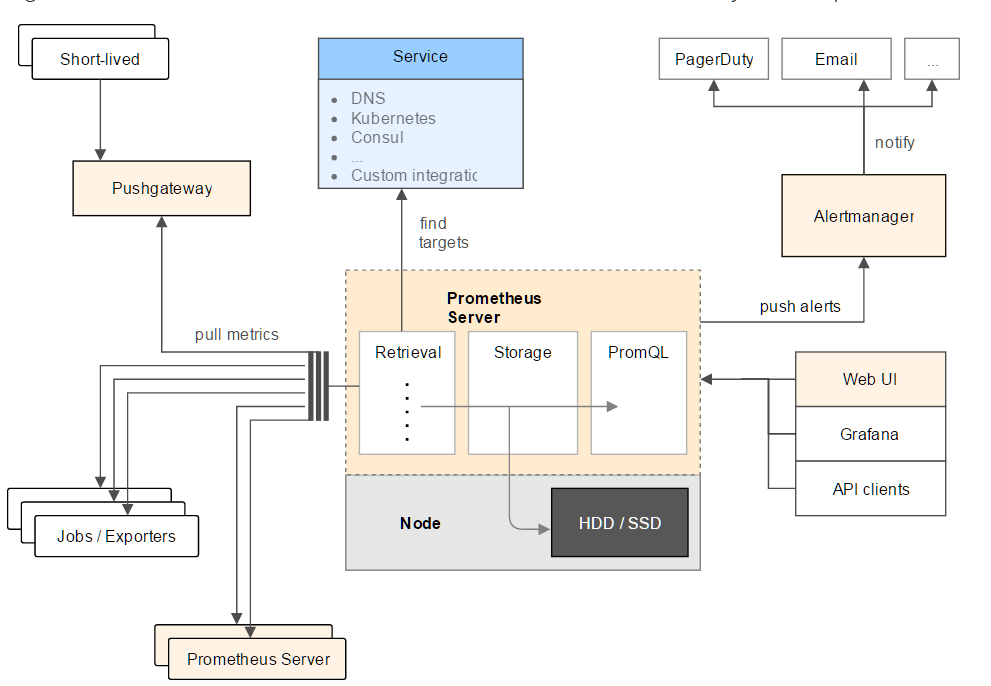 Short-lived
Service
PagerDuty
Email
...
DNS
Kubernetes
Consul
...
Custom integratic
notify
Pushgateway
Alertmanager
find
targets
Prometheus
Server
push alerts
pull metrics
Retrieval
Storage
PromQL
Web UI
Grafana
API clients
Node
HDD / SSD
Jobs / Exporters
Prometheus Server